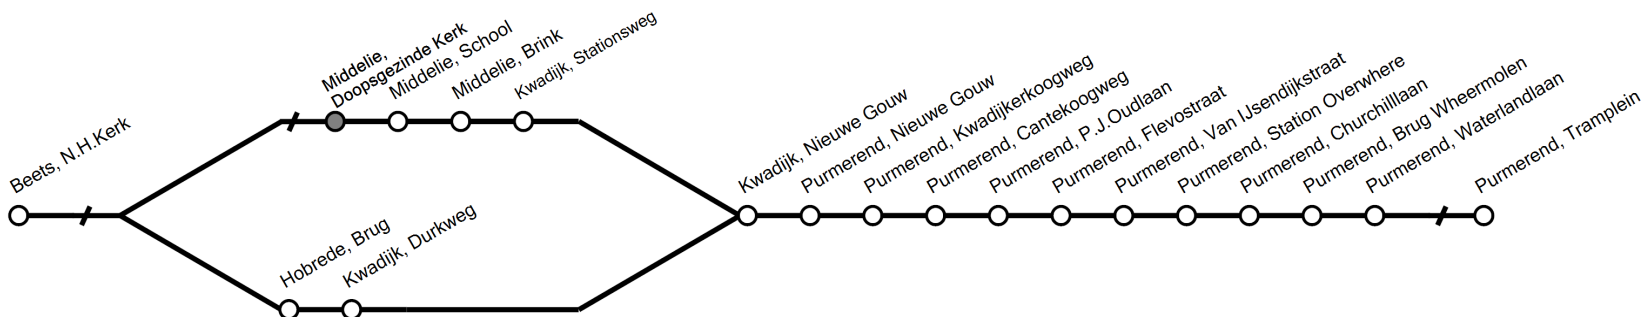 Beets, N.H.Kerk
Middelie,
Doopsgezinde Kerk
Middelie, School
Middelie, Brink
Kwadijk, Stationsweg
Hobrede, Brug
Kwadijk, Durkweg
Kwadijk, Nieuwe Gouw
Purmerend, Nieuwe Gouw
Purmerend, Kwadijkerkoogweg
Purmerend, Cantekoogweg
Purmerend, P.J.Oudlaan
Purmerend, Flevostraat
Purmerend, Van IJsendijkstraat
Purmerend, Station Overwhere
Purmerend, Churchilllaan
Purmerend, Brug Wheermolen
Purmerend, Waterlandlaan
Purmerend, Tramplein